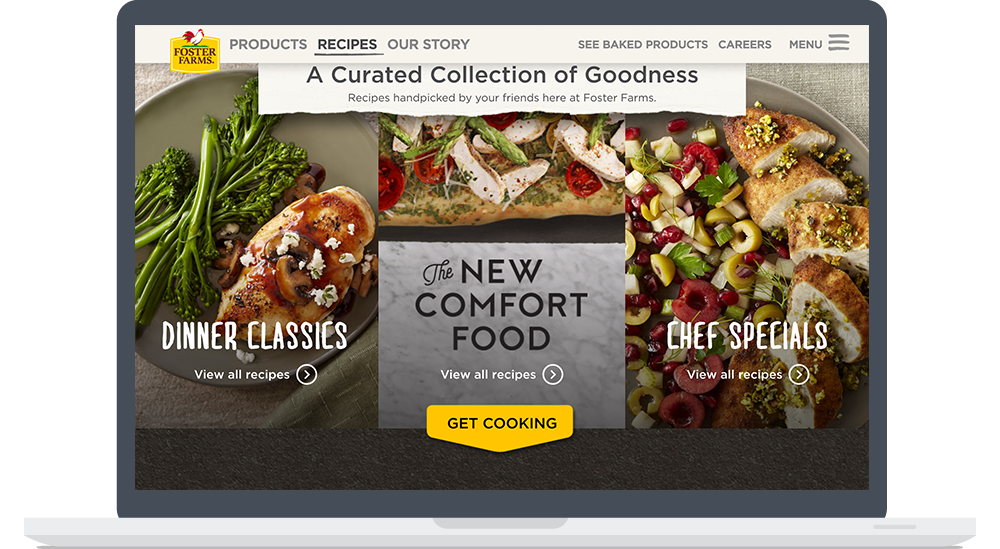 FOSTER
FARMS
PRODUCTS RECIPES OUR STORY SEE BAKED PRODUCTS CAREERS MENU
A Curated Collection of Goodness
Recipes handpicked by your friends here at Foster Farms.
The NEW
COMFORT
FOOD
DINNER CLASSICS
CHEF SPECIALS
View all recipes
View all recipes
View all recipes
GET COOKING